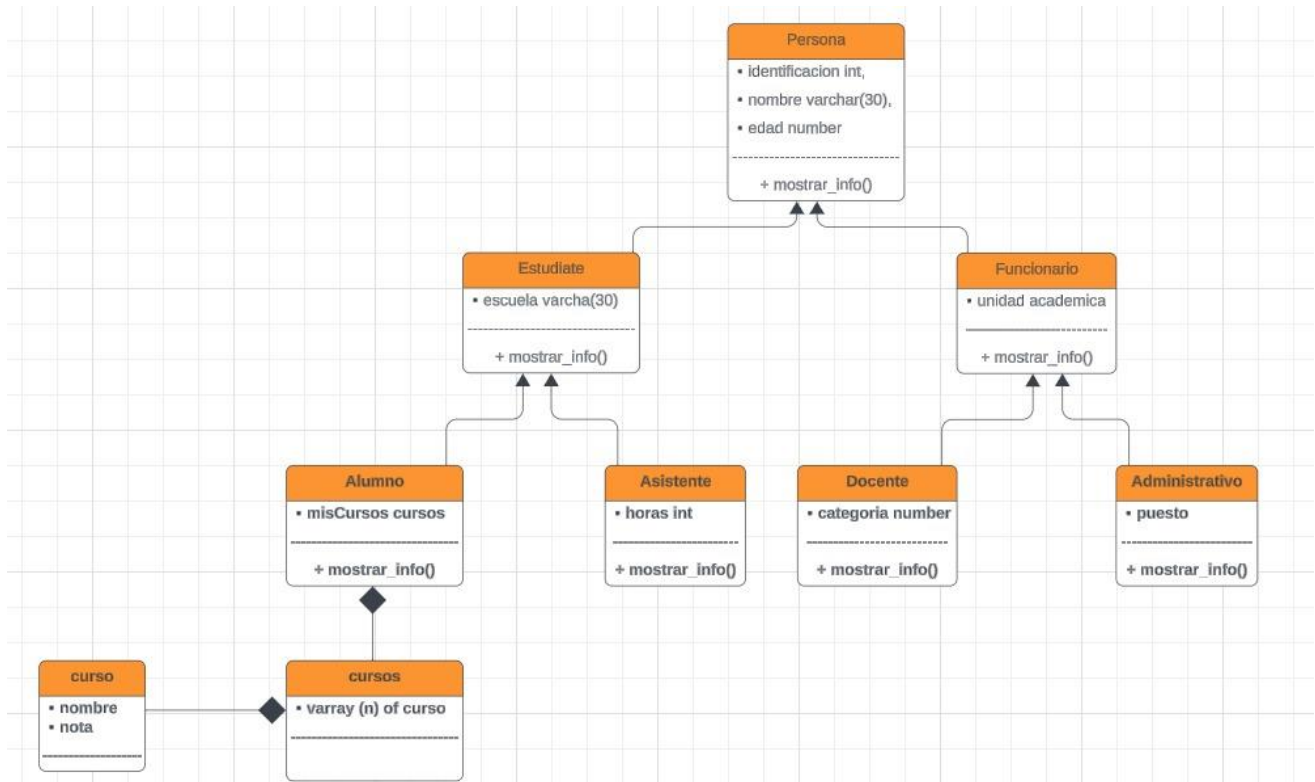 Persona
▪ identificacion int,
▪ nombre varchar(30),
▪ edad number
+ mostrar_info()
Estudiate
▪ escuela varcha(30)
+ mostrar_info()
Funcionario
▪ unidad academica
+ mostrar_info()
Alumno
▪ misCursos cursos
+ mostrar_info()
Asistente
▪ horas int
+ mostrar_info()
Docente
▪ categoria number
+ mostrar_info()
Administrativo
▪ puesto
+ mostrar_info()
curso
▪ nombre
▪ nota
cursos
▪ varray (n) of curso